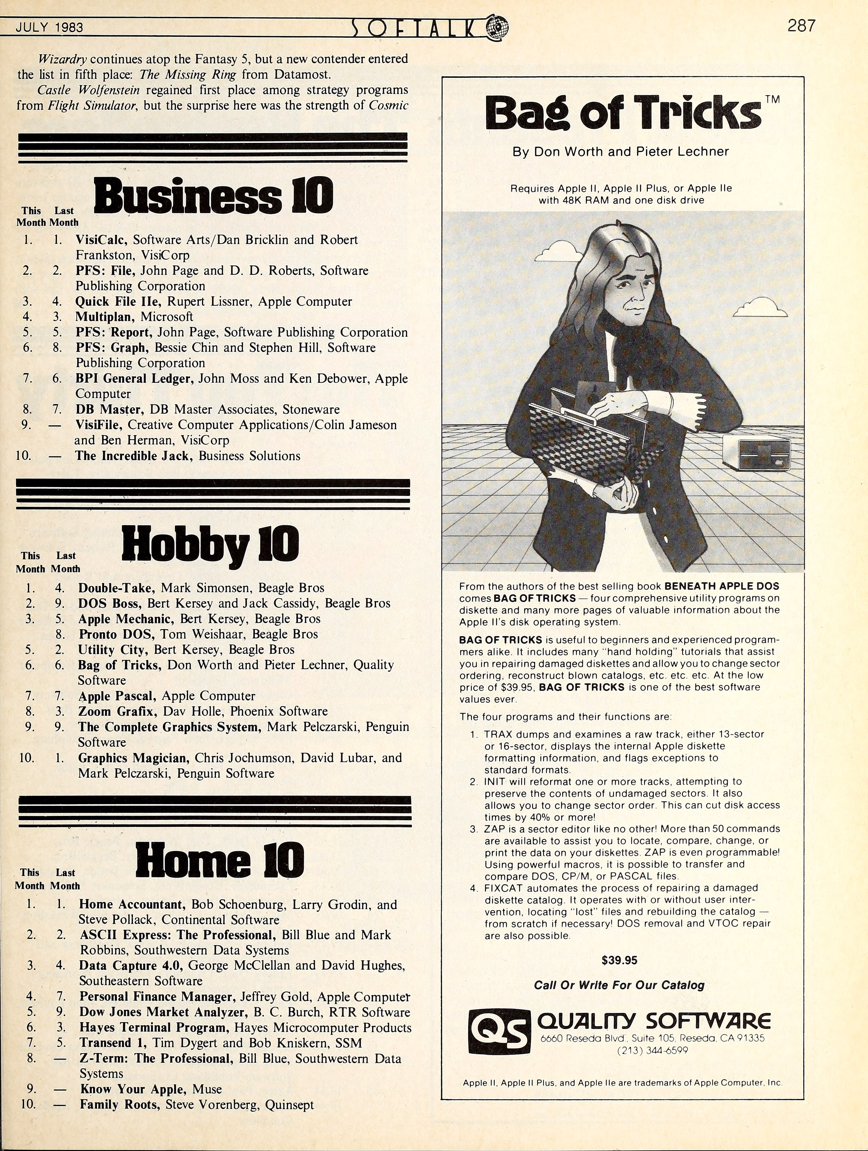 JULY 1983
SOFTALK
287
Wizardry continues atop the Fantasy 5, but a new contender entered
the list in fifth place: The Missing Ring from Datamost.
Castle Wolfenstein regained first place among strategy programs
from Flight Simulator, but the surprise here was the strength of Cosmic
Business 10
This Last
Month Month
1. 1. VisiCalc, Software Arts/Dan Bricklin and Robert
Frankston, VisiCorp
2. 2. PFS: File, John Page and D. D. Roberts, Software
Publishing Corporation
3. 4. Quick File IIe, Rupert Lissner, Apple Computer
4. 3. Multiplan, Microsoft
5. 5. PFS: Report, John Page, Software Publishing Corporation
6. 8. PFS: Graph, Bessie Chin and Stephen Hill, Software
Publishing Corporation
7. 6. BPI General Ledger, John Moss and Ken Debower, Apple
Computer
8. 7. DB Master, DB Master Associates, Stoneware
9. — VisiFile, Creative Computer Applications/Colin Jameson
and Ben Herman, VisiCorp
10. — The Incredible Jack, Business Solutions
Hobby 10
This Last
Month Month
1. 4. Double-Take, Mark Simonsen, Beagle Bros
2. 9. DOS Boss, Bert Kersey and Jack Cassidy, Beagle Bros
3. 5. Apple Mechanic, Bert Kersey, Beagle Bros
8. Pronto DOS, Tom Weishaar, Beagle Bros
5. 2. Utility City, Bert Kersey, Beagle Bros
6. 6. Bag of Tricks, Don Worth and Pieter Lechner, Quality
Software
7. 7. Apple Pascal, Apple Computer
8. 3. Zoom Grafix, Dav Holle, Phoenix Software
9. 9. The Complete Graphics System, Mark Pelczarski, Penguin
Software
10. 1. Graphics Magician, Chris Jochumson, David Lubar, and
Mark Pelczarski, Penguin Software
Home 10
This Last
Month Month
1. 1. Home Accountant, Bob Schoenburg, Larry Grodin, and
Steve Pollack, Continental Software
2. 2. ASCII Express: The Professional, Bill Blue and Mark
Robbins, Southwestern Data Systems
3. 4. Data Capture 4.0, George McClellan and David Hughes,
Southeastern Software
4. 7. Personal Finance Manager, Jeffrey Gold, Apple Computer
5. 9. Dow Jones Market Analyzer, B. C. Burch, RTR Software
6. 3. Hayes Terminal Program, Hayes Microcomputer Products
7. 5. Transend 1, Tim Dygert and Bob Kniskern, SSM
8. — Z-Term: The Professional, Bill Blue, Southwestern Data
Systems
9. — Know Your Apple, Muse
10. — Family Roots, Steve Vorenberg, Quinsept
Bag of Tricks™
By Don Worth and Pieter Lechner
Requires Apple II, Apple II Plus, or Apple IIe
with 48K RAM and one disk drive
From the authors of the best selling book BENEATH APPLE DOS
comes BAG OF TRICKS — four comprehensive utility programs on
diskette and many more pages of valuable information about the
Apple II's disk operating system.
BAG OF TRICKS is useful to beginners and experienced program-
mers alike. It includes many "hand holding" tutorials that assist
you in repairing damaged diskettes and allow you to change sector
ordering, reconstruct blown catalogs, etc. etc. etc. At the low
price of $39.95, BAG OF TRICKS is one of the best software
values ever.
The four programs and their functions are:
1. TRAX dumps and examines a raw track, either 13-sector
or 16-sector, displays the internal Apple diskette
formatting information, and flags exceptions to
standard formats.
2. INIT will reformat one or more tracks, attempting to
preserve the contents of undamaged sectors. It also
allows you to change sector order. This can cut disk access
times by 40% or more!
3. ZAP is a sector editor like no other! More than 50 commands
are available to assist you to locate, compare, change, or
print the data on your diskettes. ZAP is even programmable!
Using powerful macros, it is possible to transfer and
compare DOS, CP/M, or PASCAL files.
4. FIXCAT automates the process of repairing a damaged
diskette catalog. It operates with or without user inter-
vention, locating "lost" files and rebuilding the catalog —
from scratch if necessary! DOS removal and VTOC repair
are also possible.
$39.95
Call Or Write For Our Catalog
QS QUALITY SOFTWARE
6660 Reseda Blvd., Suite 105, Reseda, CA 91335
(213) 344-6599
Apple II, Apple II Plus, and Apple IIe are trademarks of Apple Computer, Inc.